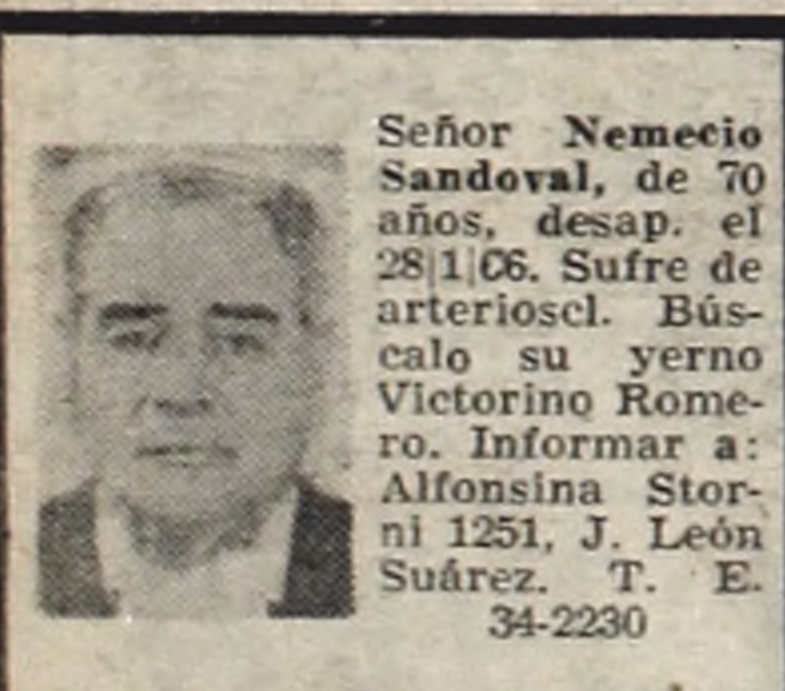 Señor Nemecio
Sandoval, de 70
años, desap. el
28|1|06. Sufre de
arterioscl. Bús-
calo su yerno
Victorino Rome-
ro. Informar a:
Alfonsina Stor-
ni 1251, J. León
Suárez. T. E.
34-2230